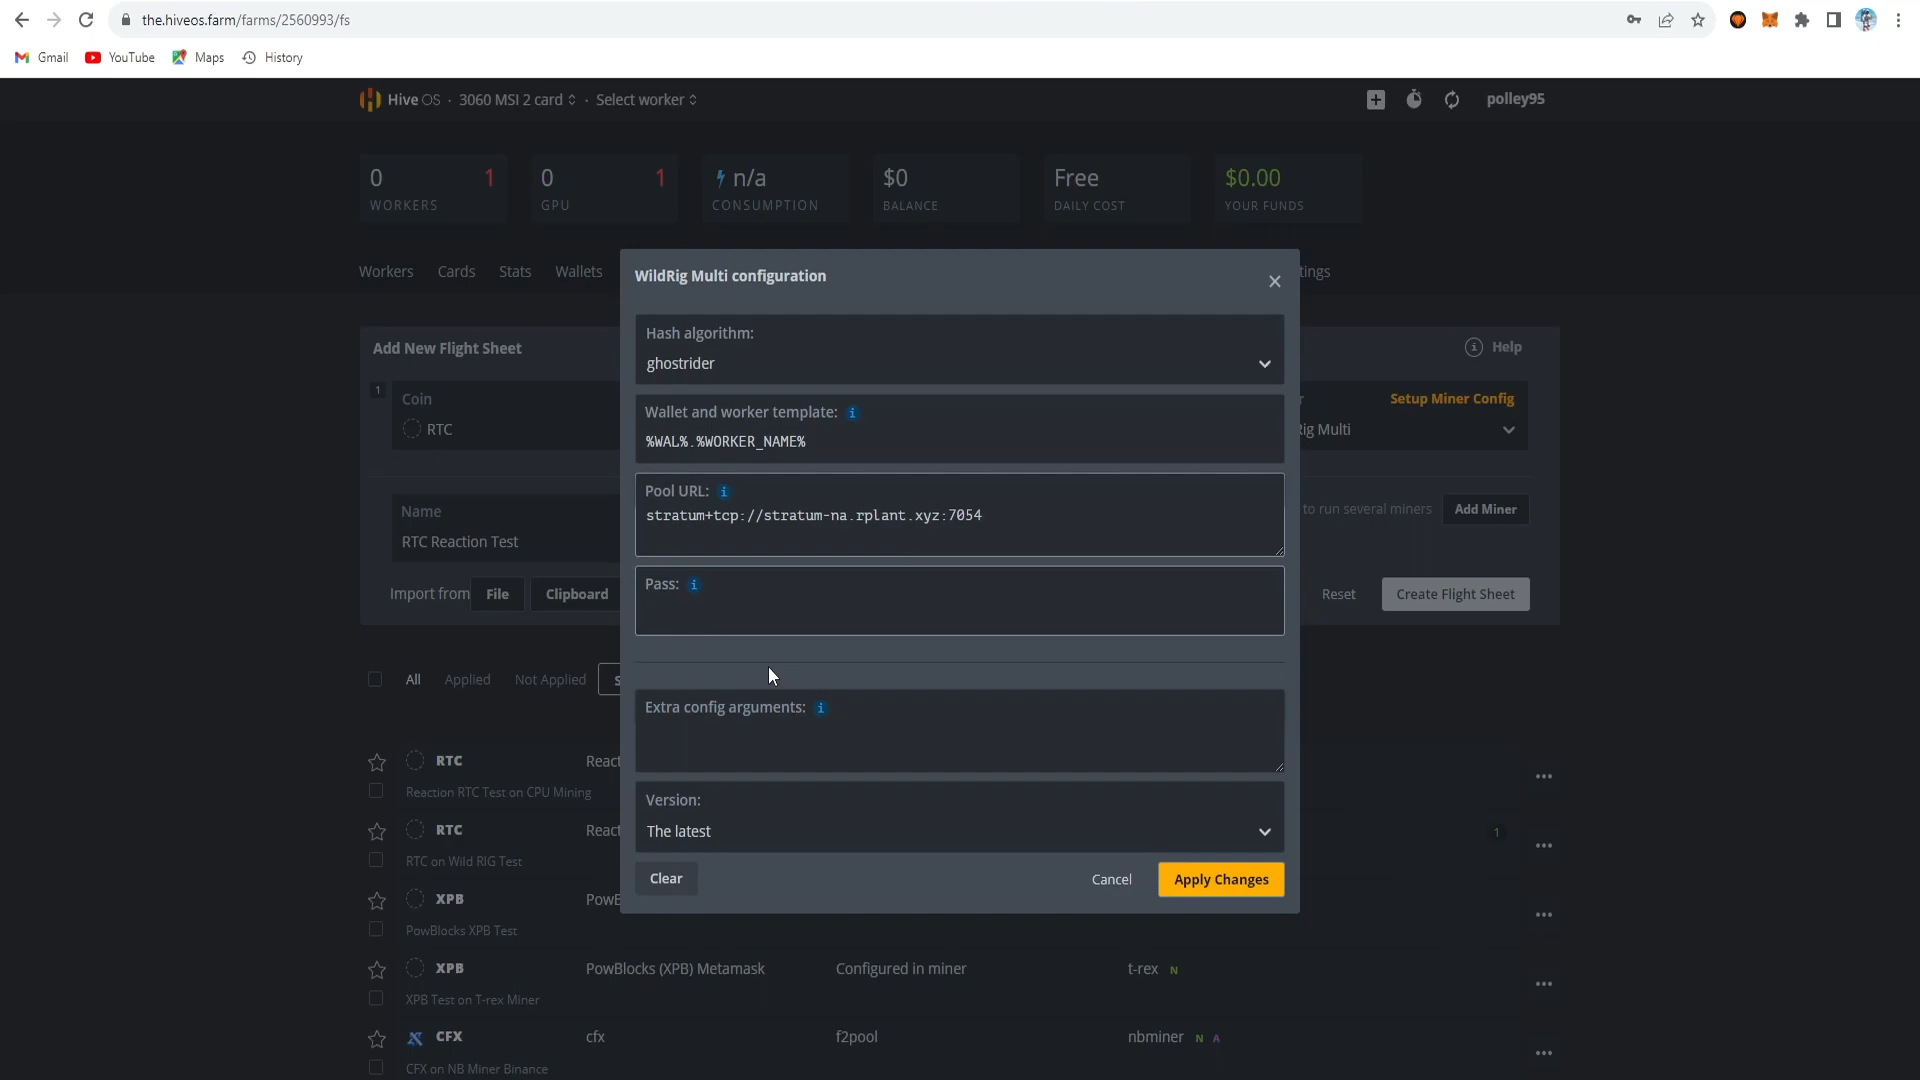 the.hiveos.farm/farms/2560993/fs
Gmail YouTube Maps History
Hive OS · 3060 MSI 2 card · Select worker polley95
0 1 0 1 n/a $0 Free $0.00
WORKERS GPU CONSUMPTION BALANCE DAILY COST YOUR FUNDS
Workers Cards Stats Wallets tings
WildRig Multi configuration
Hash algorithm:
ghostrider
Wallet and worker template:
%WAL%.%WORKER_NAME%
Pool URL:
stratum+tcp://stratum-na.rplant.xyz:7054
Pass:
Extra config arguments:
Version:
The latest
Clear Cancel Apply Changes
Add New Flight Sheet Help
1 Coin r Setup Miner Config
RTC Rig Multi
Name to run several miners Add Miner
RTC Reaction Test
Import from File Clipboard Reset Create Flight Sheet
All Applied Not Applied S
RTC React
Reaction RTC Test on CPU Mining
RTC React 1
RTC on Wild RIG Test
XPB PowB
PowBlocks XPB Test
XPB PowBlocks (XPB) Metamask Configured in miner t-rex N
XPB Test on T-rex Miner
CFX cfx f2pool nbminer N A
CFX on NB Miner Binance